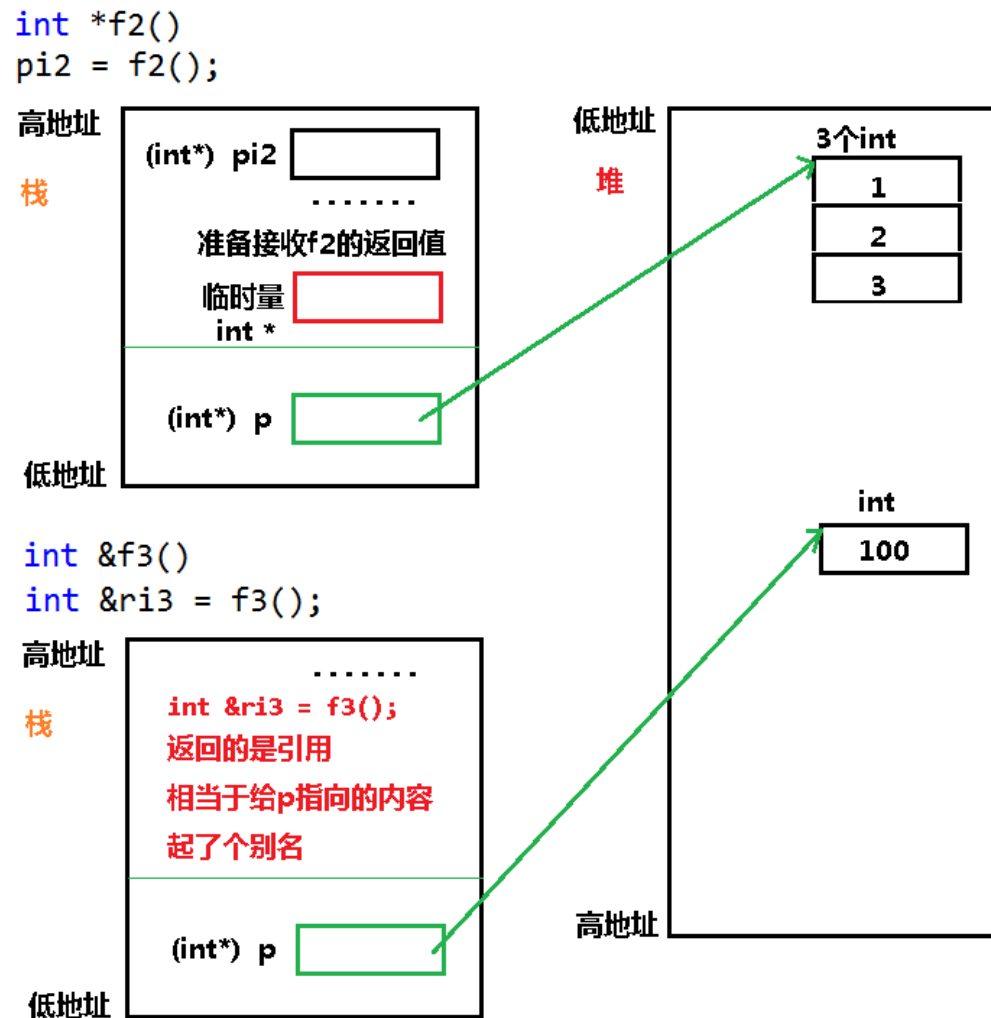 int *f2()
pi2 = f2();
高地址
栈
(int*) pi2
.......
准备接收f2的返回值
临时量
int *
(int*) p
低地址
低地址
堆
3个int
1
2
3
int
100
高地址
int &f3()
int &ri3 = f3();
高地址
栈
.......
int &ri3 = f3();
返回的是引用
相当于给p指向的内容
起了个别名
(int*) p
低地址